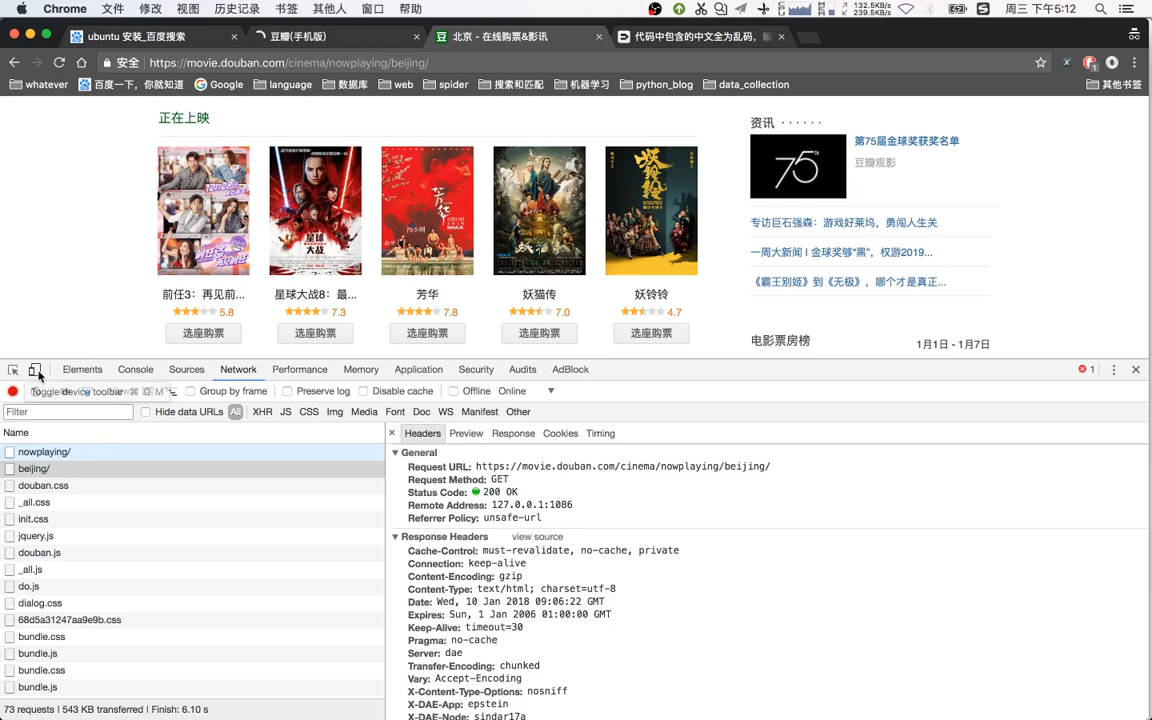 Chrome 文件 修改 视图 历史记录 书签 其他人 窗口 帮助 132.5KB/s 239.5KB/s 周三 下午5:12
ubuntu 安装_百度搜索 豆瓣(手机版) 北京 - 在线购票&影讯 代码中包含的中文全为乱码,
安全 https://movie.douban.com/cinema/nowplaying/beijing/
whatever 百度一下,你就知道 Google language 数据库 web spider 搜索和匹配 机器学习 python_blog data_collection 其他书签
正在上映
前任3:再见前... 星球大战8:最... 芳华 妖猫传 妖铃铃
5.8 7.3 7.8 7.0 4.7
选座购票 选座购票 选座购票 选座购票 选座购票
资讯 · · · · · ·
75
第75届金球奖获奖名单
豆瓣观影
专访巨石强森:游戏好莱坞,勇闯人生关
一周大新闻 | 金球奖够“黑”,权游2019...
《霸王别姬》到《无极》,哪个才是真正...
电影票房榜 1月1日 - 1月7日
Elements Console Sources Network Performance Memory Application Security Audits AdBlock 1
Toggle device toolbar Group by frame Preserve log Disable cache Offline Online
Filter Hide data URLs All XHR JS CSS Img Media Font Doc WS Manifest Other
Name
nowplaying/
beijing/
douban.css
_all.css
init.css
jquery.js
douban.js
_all.js
do.js
dialog.css
68d5a31247aa9e9b.css
bundle.css
bundle.js
bundle.css
bundle.js
73 requests | 543 KB transferred | Finish: 6.10 s
Headers Preview Response Cookies Timing
General
Request URL: https://movie.douban.com/cinema/nowplaying/beijing/
Request Method: GET
Status Code: 200 OK
Remote Address: 127.0.0.1:1086
Referrer Policy: unsafe-url
Response Headers view source
Cache-Control: must-revalidate, no-cache, private
Connection: keep-alive
Content-Encoding: gzip
Content-Type: text/html; charset=utf-8
Date: Wed, 10 Jan 2018 09:06:22 GMT
Expires: Sun, 1 Jan 2006 01:00:00 GMT
Keep-Alive: timeout=30
Pragma: no-cache
Server: dae
Transfer-Encoding: chunked
Vary: Accept-Encoding
X-Content-Type-Options: nosniff
X-DAE-App: epstein
X-DAE-Node: sindar17a